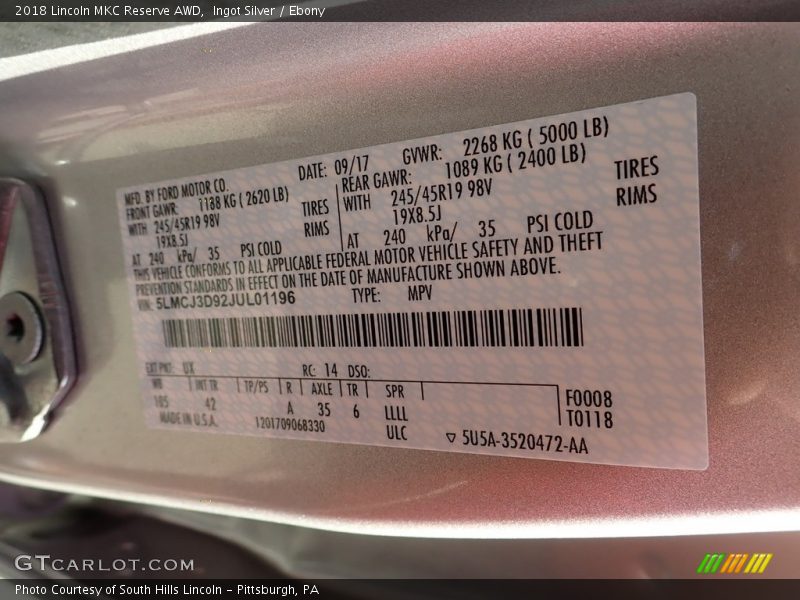 2018 Lincoln MKC Reserve AWD, Ingot Silver / Ebony
MFD. BY FORD MOTOR CO. DATE: 09/17 GVWR: 2268 KG ( 5000 LB)
FRONT GAWR: 1188 KG ( 2620 LB) REAR GAWR: 1089 KG ( 2400 LB)
WITH 245/45R19 98V TIRES WITH 245/45R19 98V TIRES
19X8.5J RIMS 19X8.5J RIMS
AT 240 kPa/ 35 PSI COLD AT 240 kPa/ 35 PSI COLD
THIS VEHICLE CONFORMS TO ALL APPLICABLE FEDERAL MOTOR VEHICLE SAFETY AND THEFT
PREVENTION STANDARDS IN EFFECT ON THE DATE OF MANUFACTURE SHOWN ABOVE.
VIN: 5LMCJ3D92JUL01196 TYPE: MPV
EXT PNT: UX RC: 14 DSO:
WB INT TR TP/PS R AXLE TR SPR F0008
105 42 A 35 6 LLLL T0118
MADE IN U.S.A. 1201709068330 ULC ▽ 5U5A-3520472-AA
GTCARLOT.COM
Photo Courtesy of South Hills Lincoln - Pittsburgh, PA